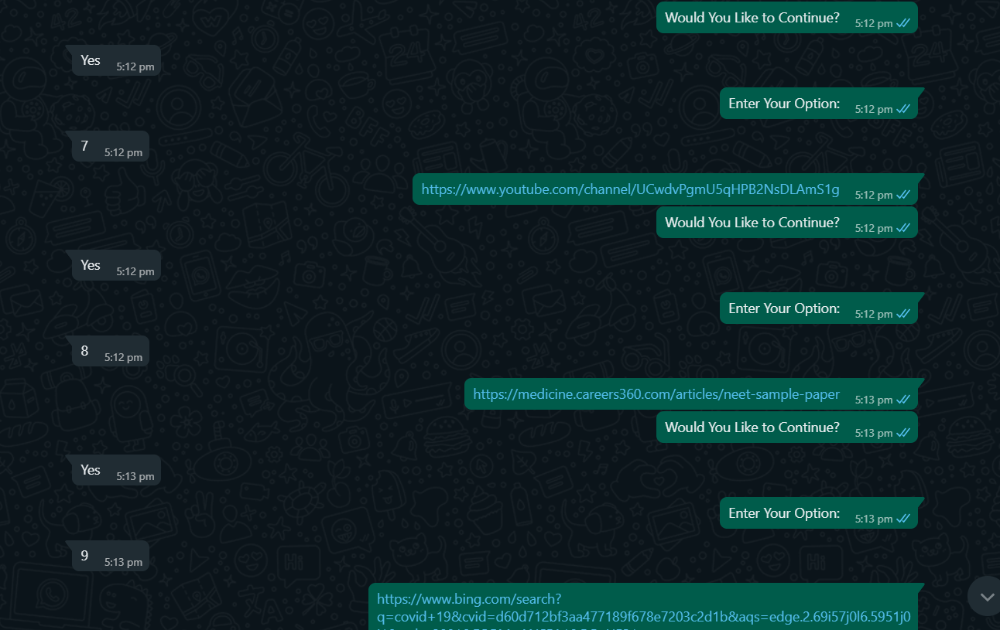 Would You Like to Continue? 5:12 pm
Yes 5:12 pm
Enter Your Option: 5:12 pm
7 5:12 pm
https://www.youtube.com/channel/UCwdvPgmU5qHPB2NsDLAmS1g 5:12 pm
Would You Like to Continue? 5:12 pm
Yes 5:12 pm
Enter Your Option: 5:12 pm
8 5:12 pm
https://medicine.careers360.com/articles/neet-sample-paper 5:13 pm
Would You Like to Continue? 5:13 pm
Yes 5:13 pm
Enter Your Option: 5:13 pm
9 5:13 pm
https://www.bing.com/search?
q=covid+19&cvid=d60d712bf3aa477189f678e7203c2d1b&aqs=edge.2.69i57j0l6.5951j0